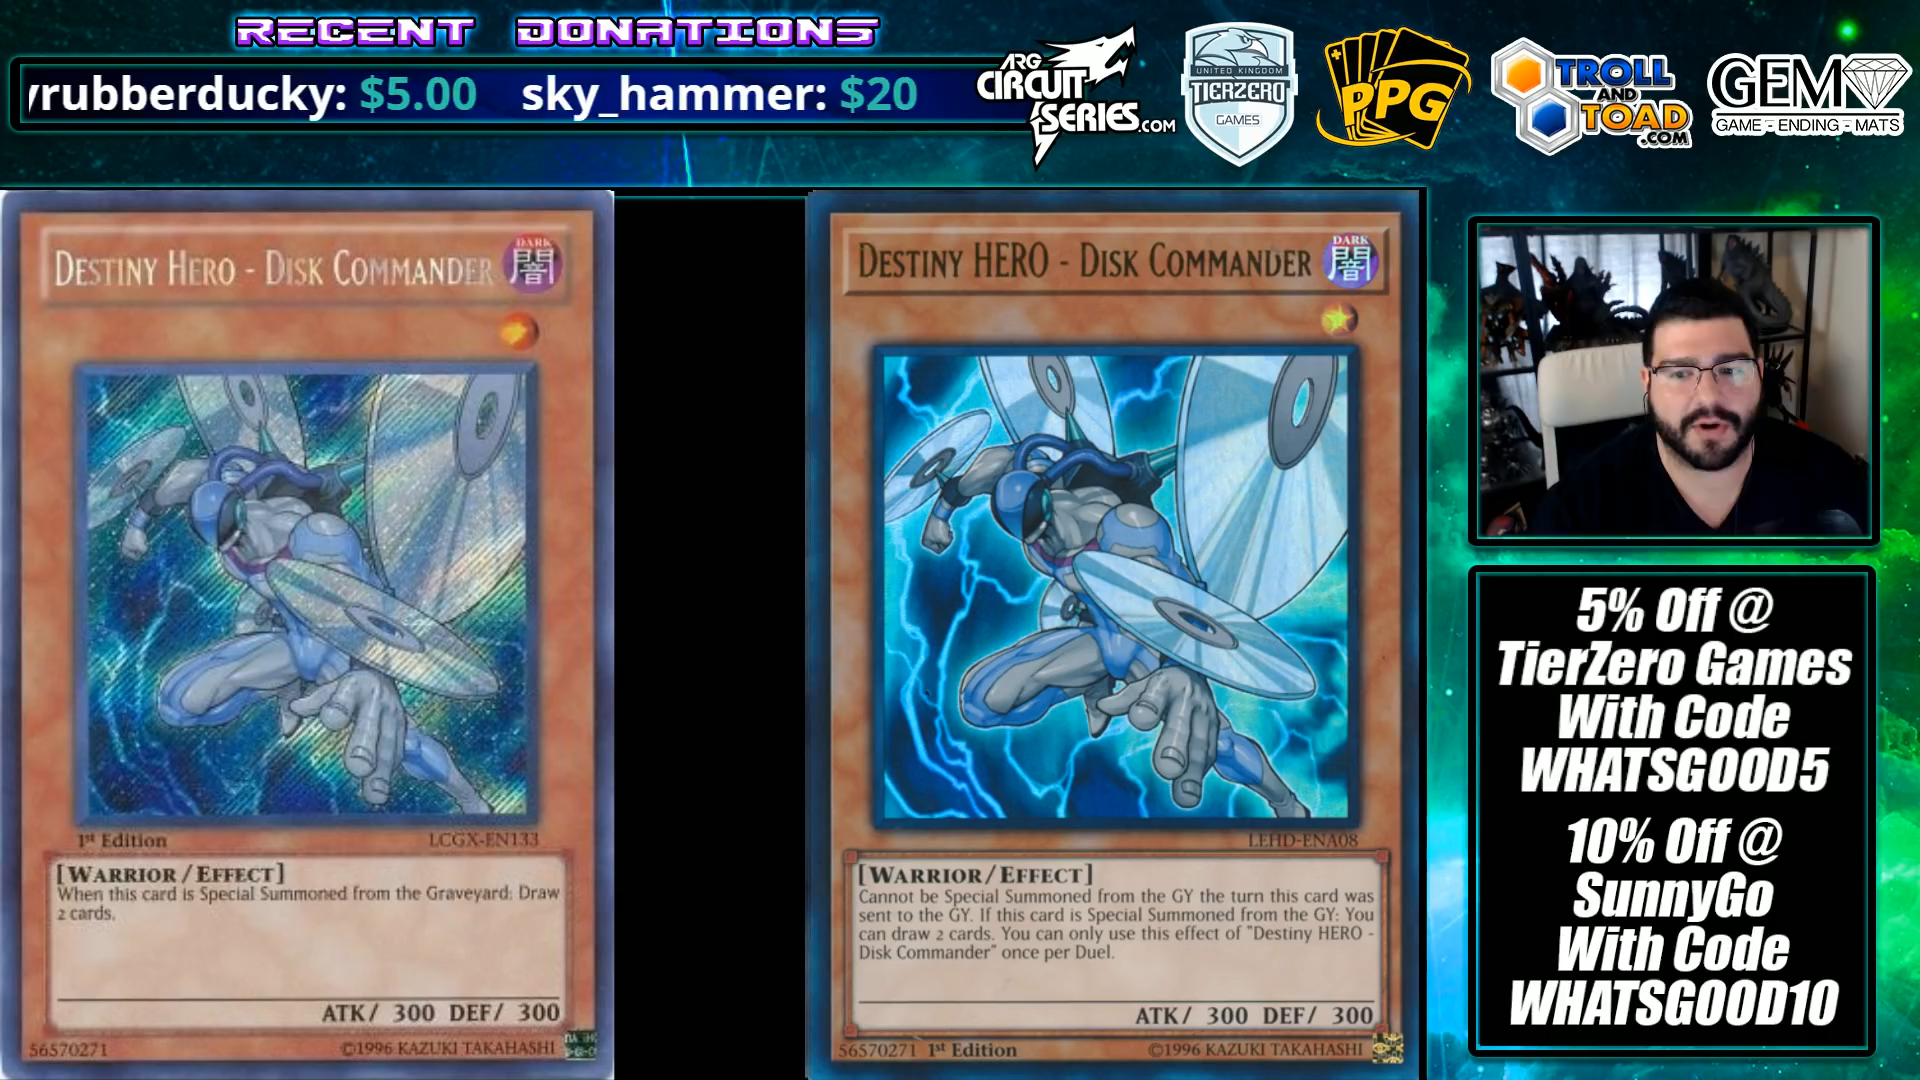 RECENT DONATIONS
rubberducky: $5.00 sky_hammer: $20
ARG
CIRCUIT
SERIES.COM
UNITED KINGDOM
TIERZERO
GAMES
PPG
TROLL
AND
TOAD
.COM
GEM
GAME - ENDING - MATS
DESTINY HERO - DISK COMMANDER
DARK
闇
1st Edition
LCGX-EN133
[WARRIOR/EFFECT]
When this card is Special Summoned from the Graveyard: Draw
2 cards.
ATK/ 300 DEF/ 300
56570271
©1996 KAZUKI TAKAHASHI
DESTINY HERO - DISK COMMANDER
DARK
闇
LEHD-ENA08
[WARRIOR/EFFECT]
Cannot be Special Summoned from the GY the turn this card was
sent to the GY. If this card is Special Summoned from the GY: You
can draw 2 cards. You can only use this effect of "Destiny HERO -
Disk Commander" once per Duel.
ATK/ 300 DEF/ 300
56570271 1st Edition
©1996 KAZUKI TAKAHASHI
5% Off @
TierZero Games
With Code
WHATSGOOD5
10% Off @
SunnyGo
With Code
WHATSGOOD10